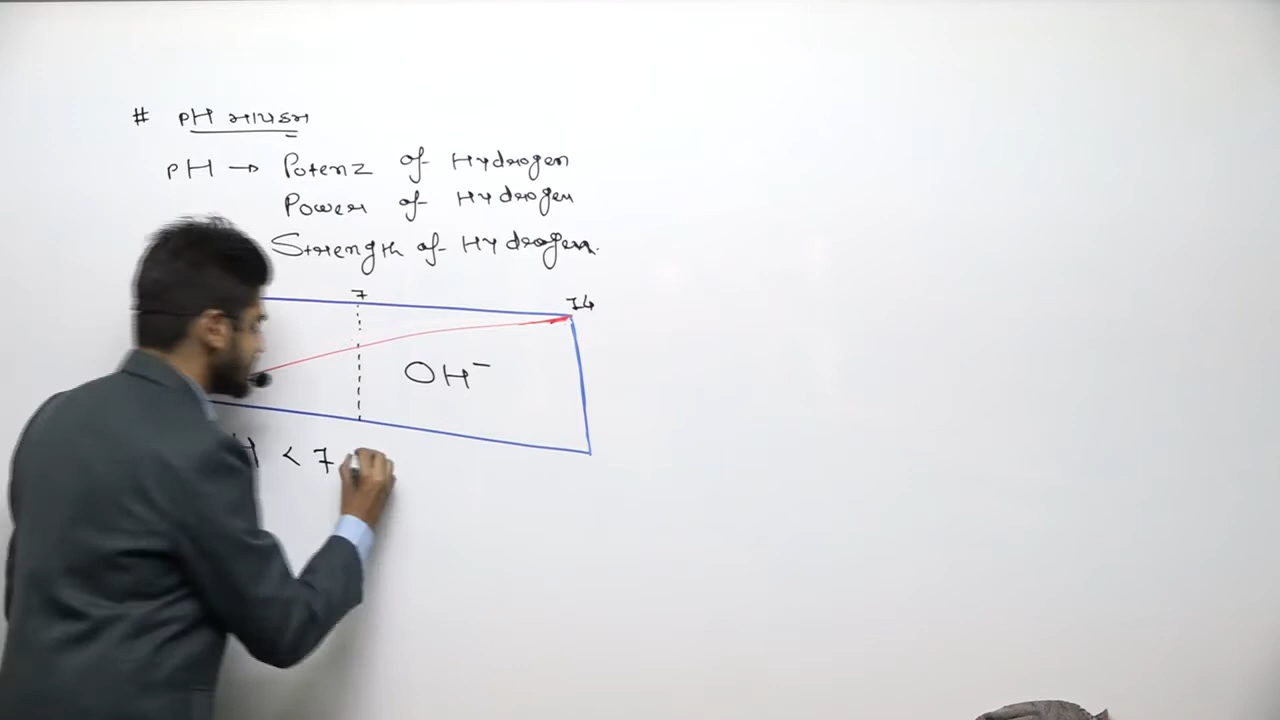 # pH માપક્રમ
pH → Potenz of Hydrogen
Power of Hydrogen
Strength of Hydrogen.
7 14
OH⁻
H < 7